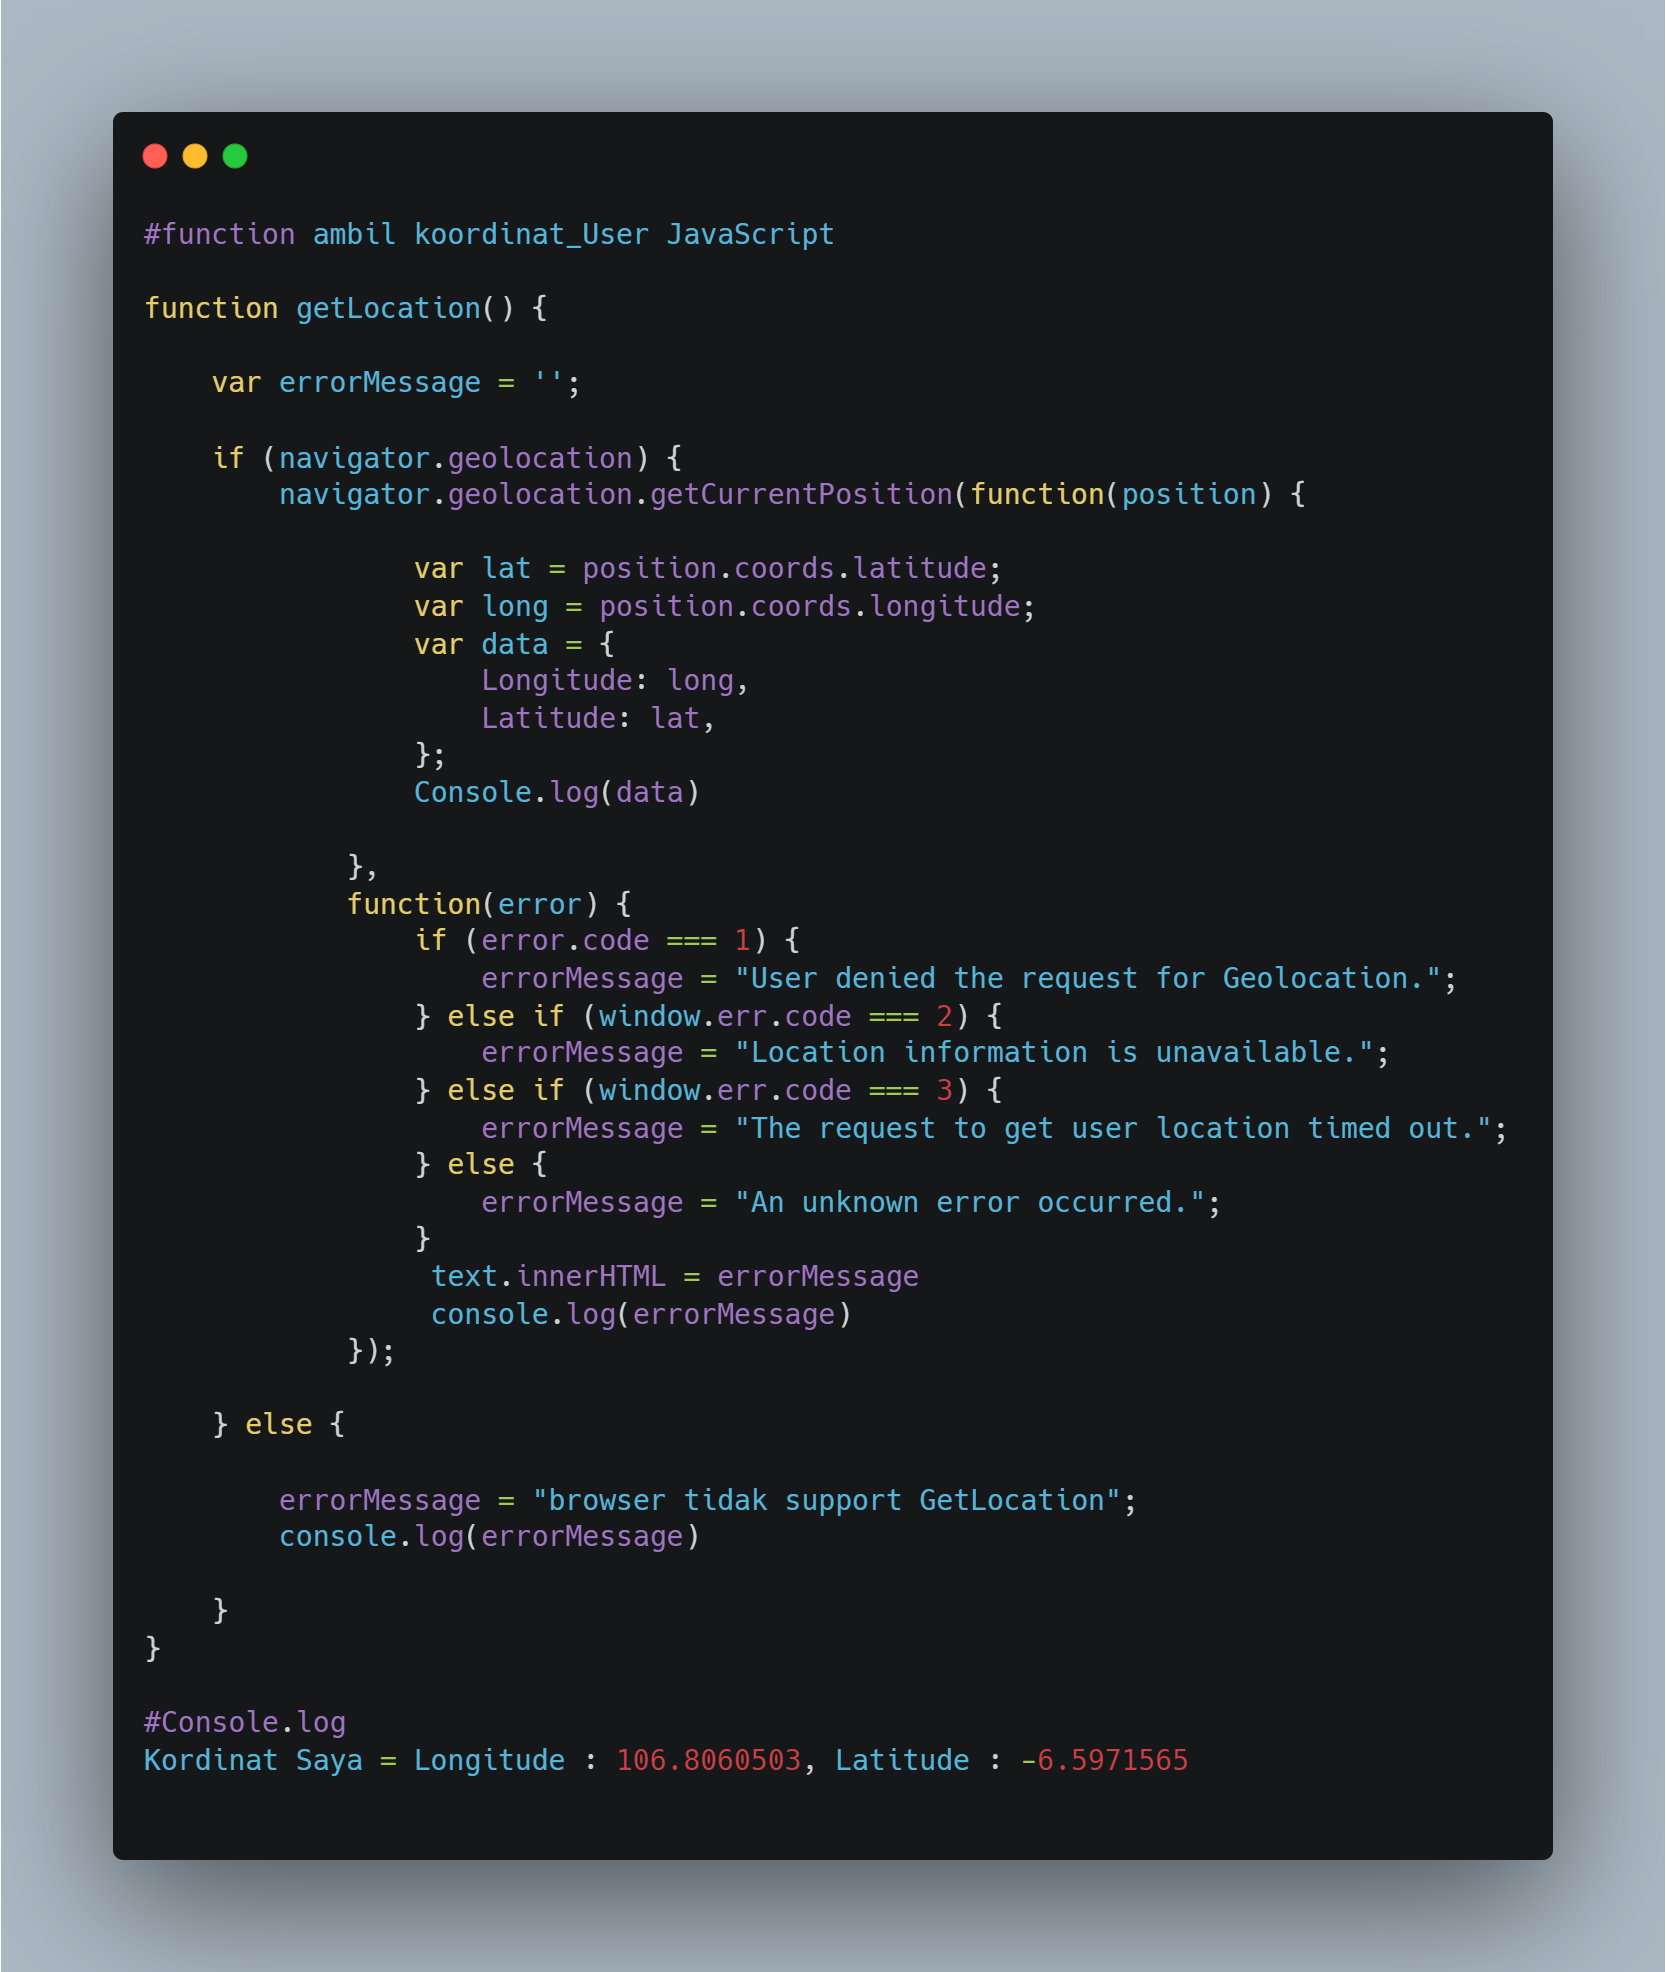 #function ambil koordinat_User JavaScript
function getLocation() {
var errorMessage = '';
if (navigator.geolocation) {
navigator.geolocation.getCurrentPosition(function(position) {
var lat = position.coords.latitude;
var long = position.coords.longitude;
var data = {
Longitude: long,
Latitude: lat,
};
Console.log(data)
},
function(error) {
if (error.code === 1) {
errorMessage = "User denied the request for Geolocation.";
} else if (window.err.code === 2) {
errorMessage = "Location information is unavailable.";
} else if (window.err.code === 3) {
errorMessage = "The request to get user location timed out.";
} else {
errorMessage = "An unknown error occurred.";
}
text.innerHTML = errorMessage
console.log(errorMessage)
});
} else {
errorMessage = "browser tidak support GetLocation";
console.log(errorMessage)
}
}
#Console.log
Kordinat Saya = Longitude : 106.8060503, Latitude : -6.5971565